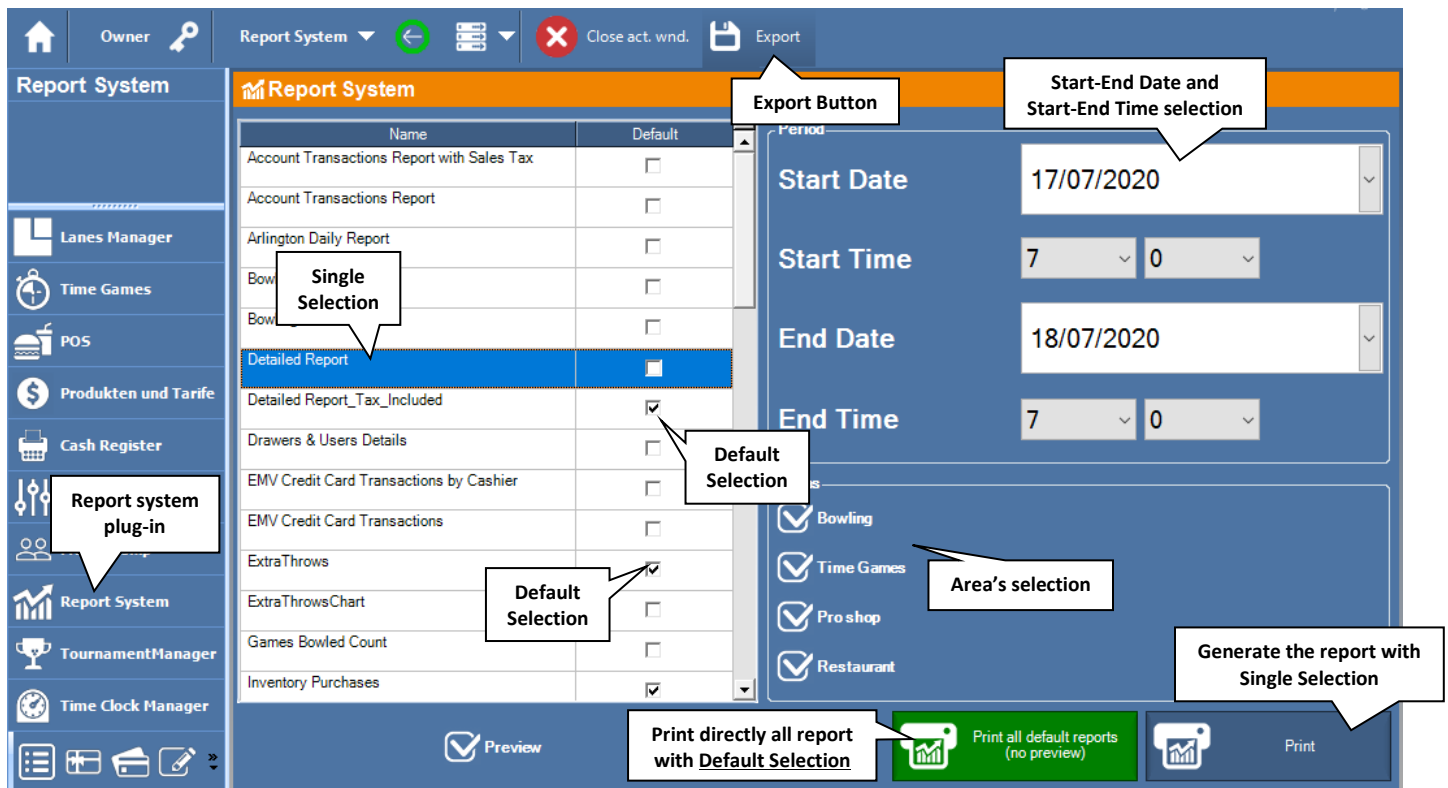 Owner
Report System
Close act. wnd.
Export
Report System
Report System
Export Button
Start-End Date and
Start-End Time selection
Name
Default
Period
Account Transactions Report with Sales Tax
Start Date
17/07/2020
Account Transactions Report
Lanes Manager
Arlington Daily Report
Start Time
7
0
Single
Selection
Time Games
POS
End Date
18/07/2020
Detailed Report
Produkten und Tarife
Detailed Report_Tax_Included
End Time
7
0
Cash Register
Drawers & Users Details
Default
Selection
EMV Credit Card Transactions by Cashier
Report system
plug-in
EMV Credit Card Transactions
Bowling
ExtraThrows
Time Games
Default
Selection
Area's selection
Report System
ExtraThrowsChart
Pro shop
TournamentManager
Games Bowled Count
Generate the report with
Single Selection
Restaurant
Inventory Purchases
Time Clock Manager
Preview
Print directly all report
with Default Selection
Print all default reports
(no preview)
Print